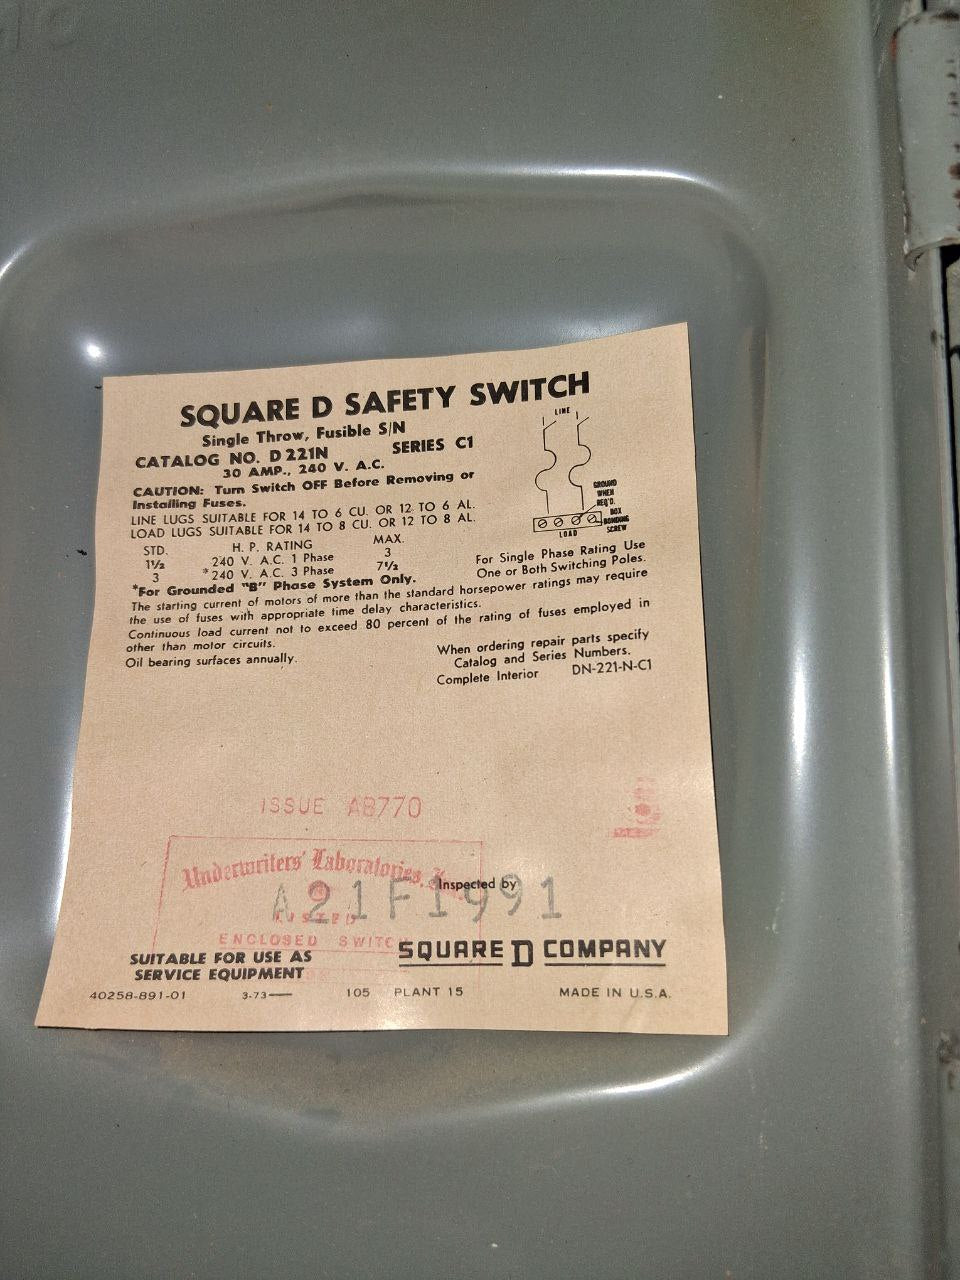 SQUARE D SAFETY SWITCH
Single Throw, Fusible S/N
CATALOG NO. D 221N SERIES C1
30 AMP., 240 V. A.C.
CAUTION: Turn Switch OFF Before Removing or
Installing Fuses.
LINE LUGS SUITABLE FOR 14 TO 6 CU. OR 12 TO 6 AL.
LOAD LUGS SUITABLE FOR 14 TO 8 CU. OR 12 TO 8 AL.
LINE
GROUND
WHEN
REQ'D.
BOX
BONDING
SCREW
LOAD
STD. H. P. RATING MAX.
1½ 240 V. A.C. 1 Phase 3
3 *240 V. A.C. 3 Phase 7½
*For Grounded "B" Phase System Only.
For Single Phase Rating Use
One or Both Switching Poles.
The starting current of motors of more than the standard horsepower ratings may require
the use of fuses with appropriate time delay characteristics.
Continuous load current not to exceed 80 percent of the rating of fuses employed in
other than motor circuits.
Oil bearing surfaces annually.
When ordering repair parts specify
Catalog and Series Numbers.
Complete Interior DN-221-N-C1
ISSUE AB770
Underwriters' Laboratories, Inc.
LISTED
A21F1991
Inspected by
ENCLOSED SWITC
SUITABLE FOR USE AS
SERVICE EQUIPMENT
SQUARE D COMPANY
40258-891-01 3-73— 105 PLANT 15 MADE IN U.S.A.